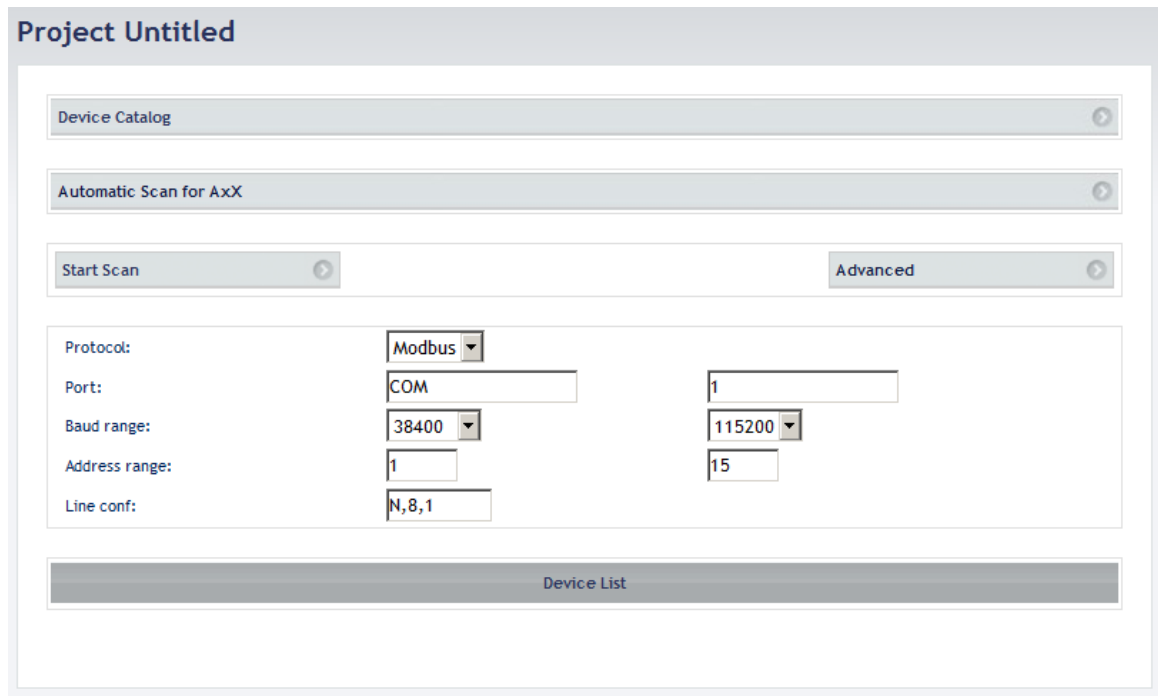 Project Untitled
Device Catalog
Automatic Scan for AxX
Start Scan Advanced
Protocol: Modbus
Port: COM 1
Baud range: 38400 115200
Address range: 1 15
Line conf: N,8,1
Device List